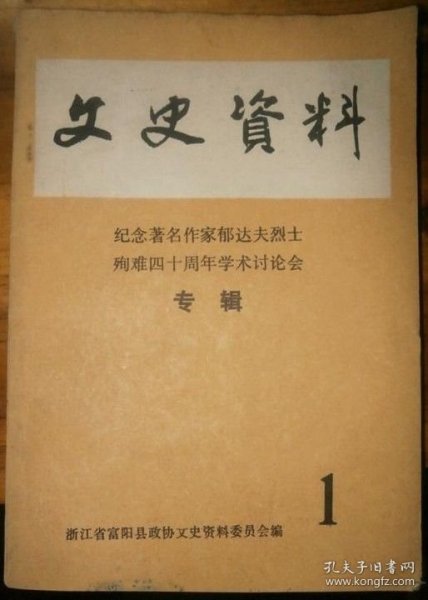 文史資料
纪念著名作家郁达夫烈士
殉难四十周年学术讨论会
专辑
1
浙江省富阳县政协文史资料委员会编
孔夫子旧书网
www.kongfz.com